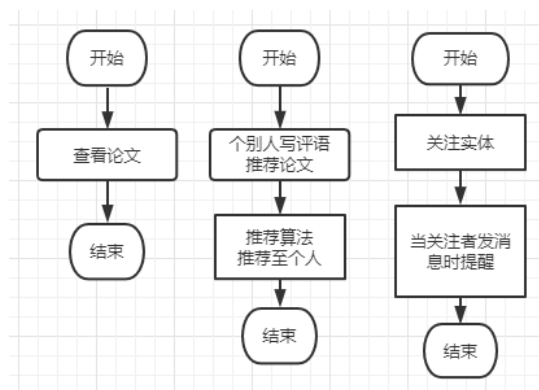 开始
查看论文
结束
开始
个别人写评语
推荐论文
推荐算法
推荐至个人
结束
开始
关注实体
当关注者发消
息时提醒
结束